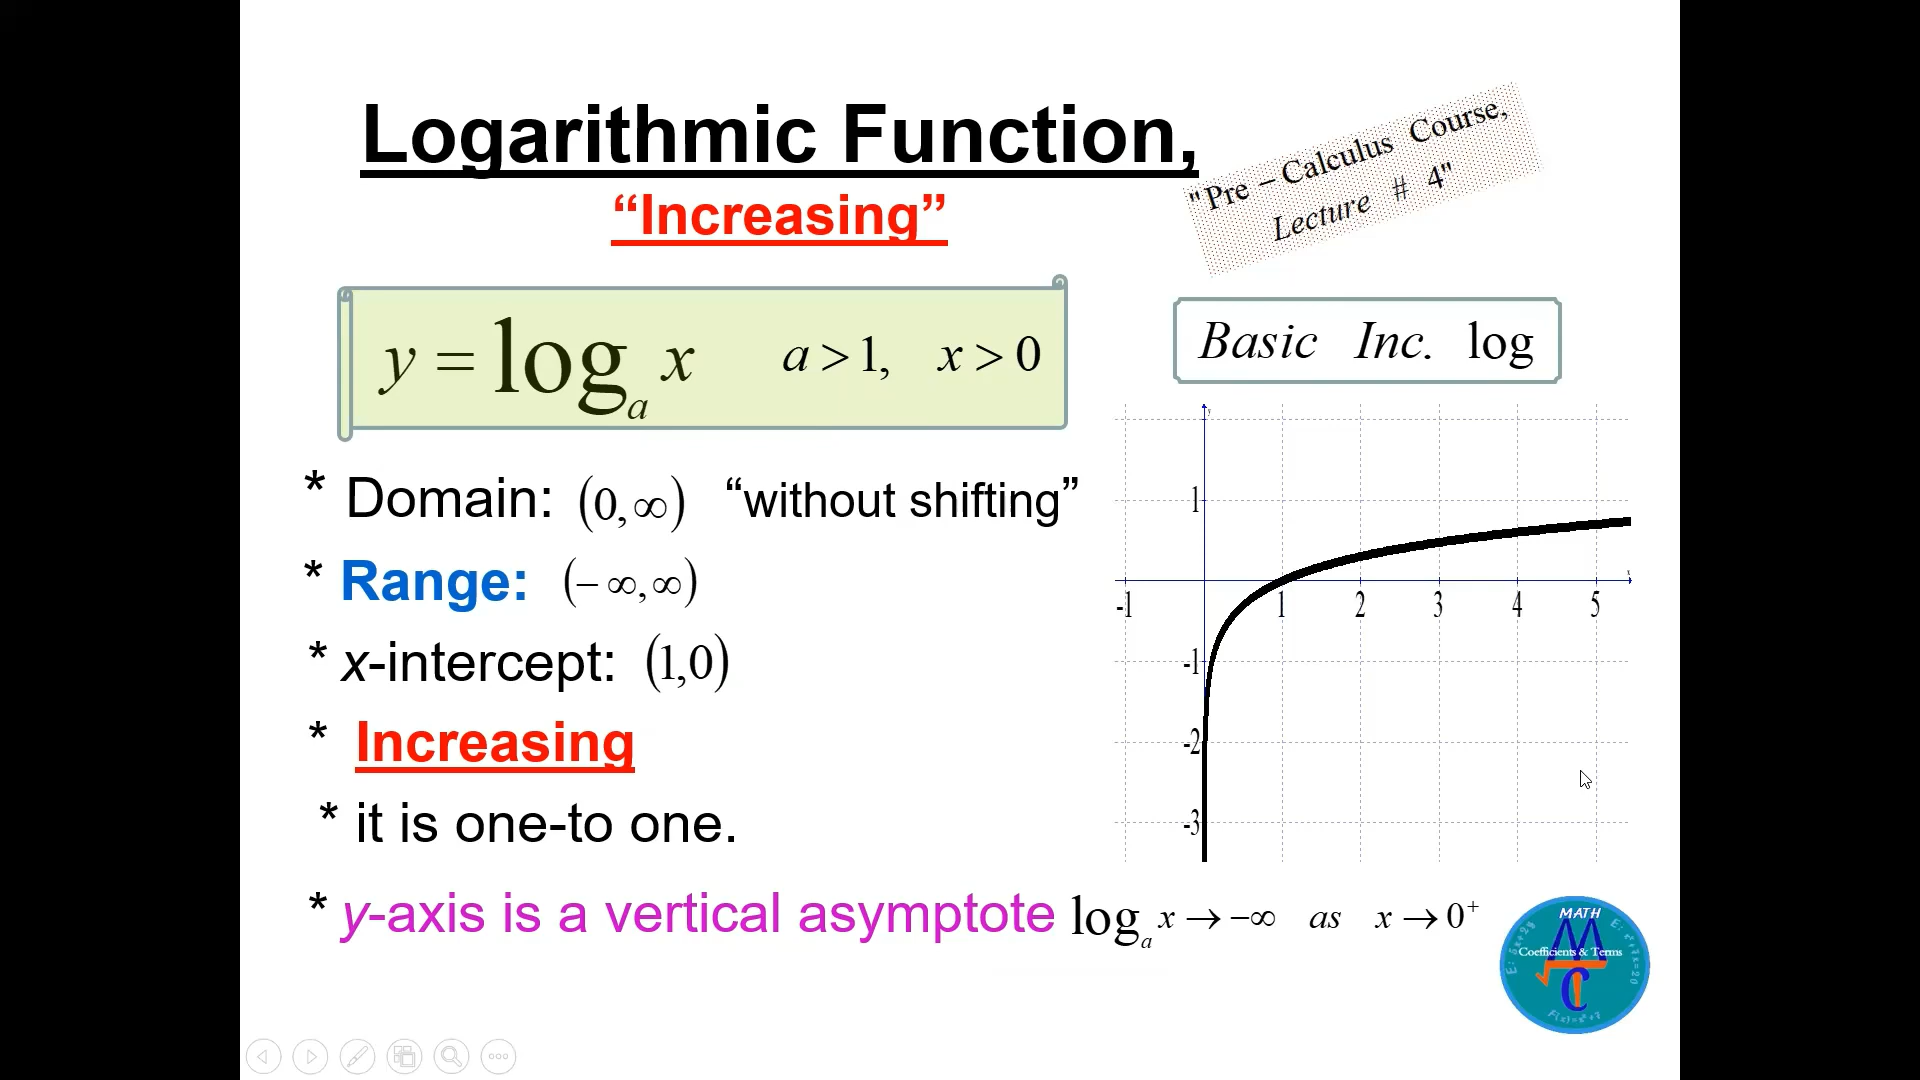 Logarithmic Function,
“Increasing”
"Pre – Calculus Course,
Lecture # 4"
y = logₐ x a > 1, x > 0
Basic Inc. log
* Domain: (0, ∞) “without shifting”
* Range: (– ∞, ∞)
* x-intercept: (1,0)
* Increasing
* it is one-to one.
* y-axis is a vertical asymptote logₐ x → –∞ as x → 0⁺
y
1
x
-1 1 2 3 4 5
-1
-2
-3
MATH
Coefficients & Terms